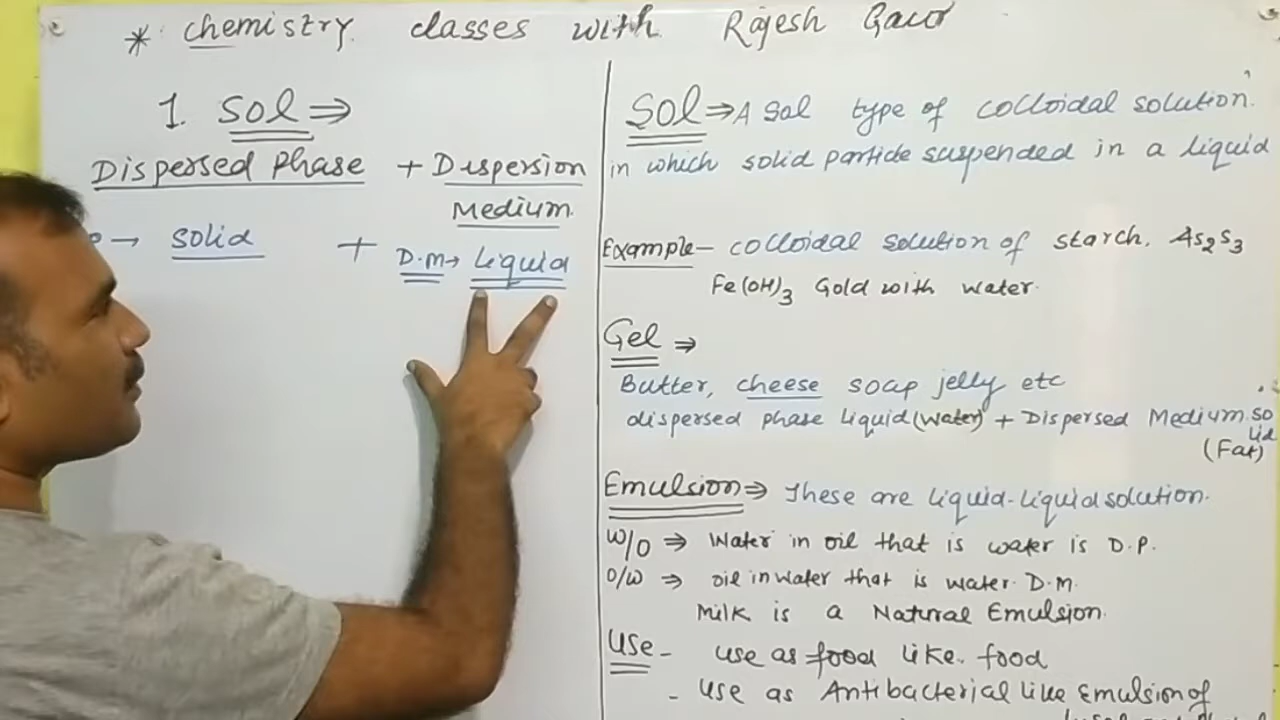 * chemistry classes with Rajesh Gaur
1. Sol ⇒
Dispersed Phase + Dispersion
Medium.
→ solid + D.M→ Liquid
Sol ⇒ A Sol type of colloidal solution.
in which solid particle suspended in a liquid
Example – colloidal solution of starch, As₂S₃
Fe(OH)₃ Gold with water.
Gel ⇒
Butter, cheese soap jelly etc
dispersed phase liquid (water) + Dispersed Medium so
lid
(Fat)
Emulsion ⇒ These are liquid-liquid solution.
W/O ⇒ Water in oil that is water is D.P.
O/W ⇒ oil in water that is water D.M.
Milk is a Natural Emulsion.
Use – use as food like food
- use as Antibacterial like Emulsion of